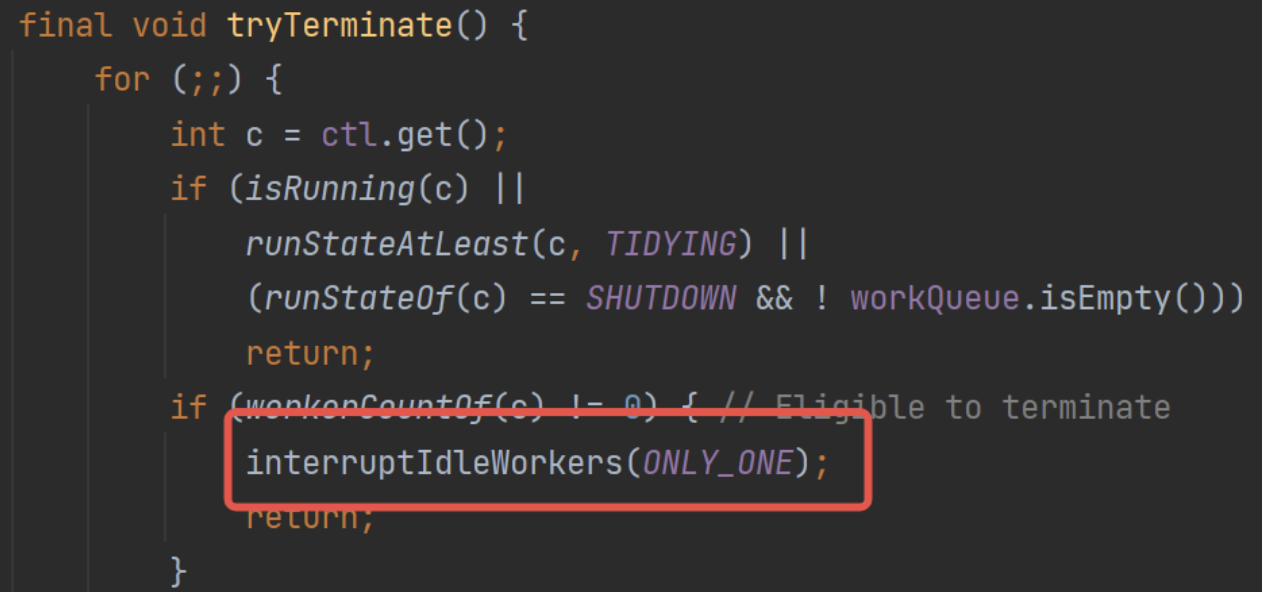 final void tryTerminate() {
for (;;) {
int c = ctl.get();
if (isRunning(c) ||
runStateAtLeast(c, TIDYING) ||
(runStateOf(c) == SHUTDOWN && ! workQueue.isEmpty()))
return;
if (workerCountOf(c) != 0) { // Eligible to terminate
interruptIdleWorkers(ONLY_ONE);
return;
}